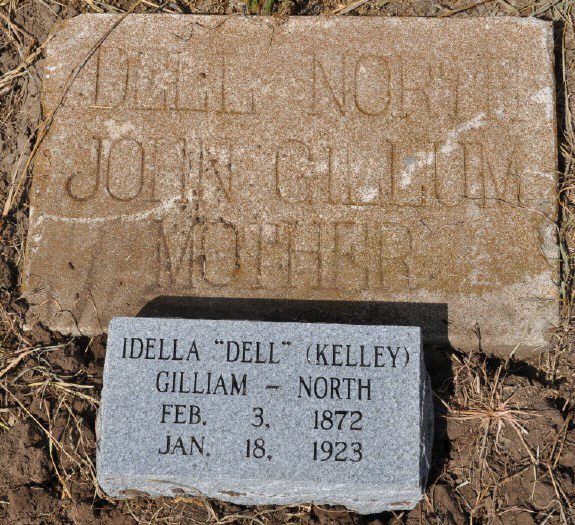 DELL NORTH
JOHN GILLUM
MOTHER
IDELLA "DELL" (KELLEY)
GILLIAM - NORTH
FEB. 3, 1872
JAN. 18, 1923